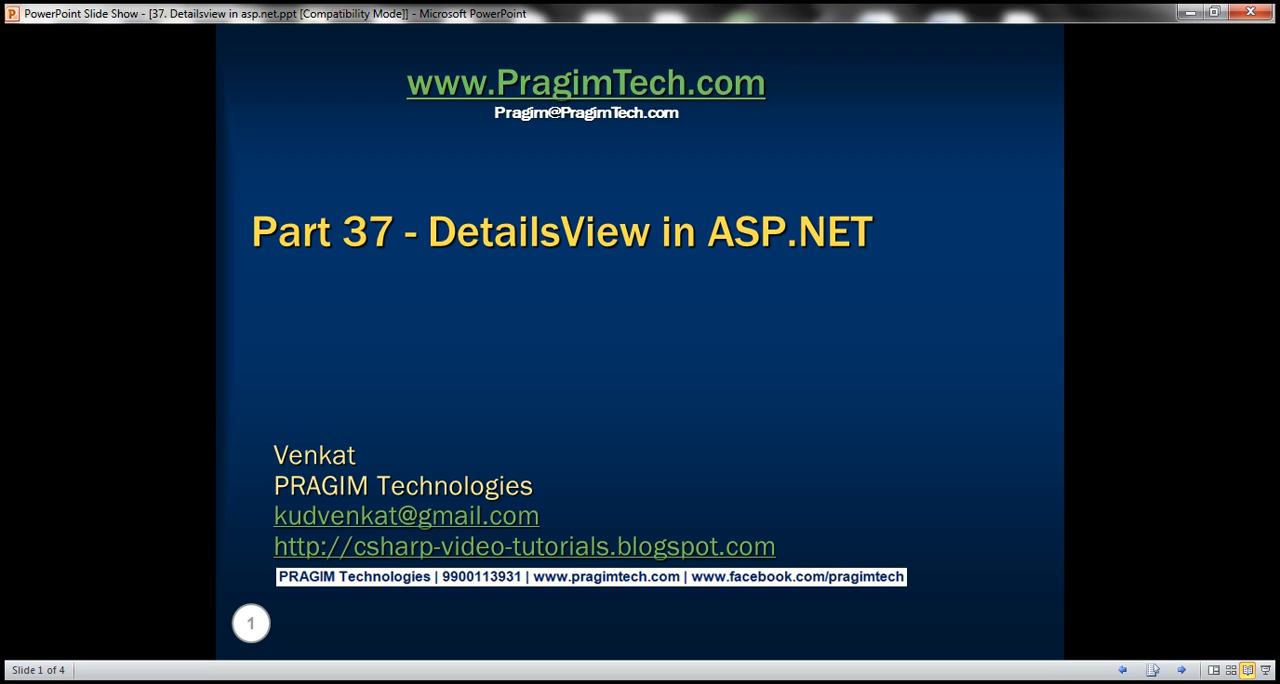 PowerPoint Slide Show - [37. Detailsview in asp.net.ppt [Compatibility Mode]] - Microsoft PowerPoint
www.PragimTech.com
Pragim@PragimTech.com
Part 37 - DetailsView in ASP.NET
Venkat
PRAGIM Technologies
kudvenkat@gmail.com
http://csharp-video-tutorials.blogspot.com
PRAGIM Technologies | 9900113931 | www.pragimtech.com | www.facebook.com/pragimtech
1
Slide 1 of 4